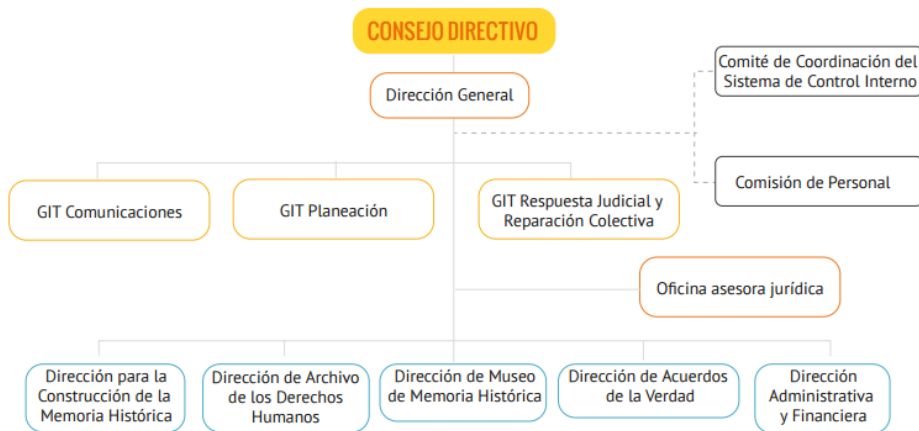 CONSEJO DIRECTIVO
Comité de Coordinación del
Sistema de Control Interno
Dirección General
Comisión de Personal
GIT Comunicaciones
GIT Planeación
GIT Respuesta Judicial y
Reparación Colectiva
Oficina asesora jurídica
Dirección para la
Construcción de la
Memoria Histórica
Dirección de Archivo
de los Derechos
Humanos
Dirección de Museo
de Memoria Histórica
Dirección de Acuerdos
de la Verdad
Dirección
Administrativa
y Financiera